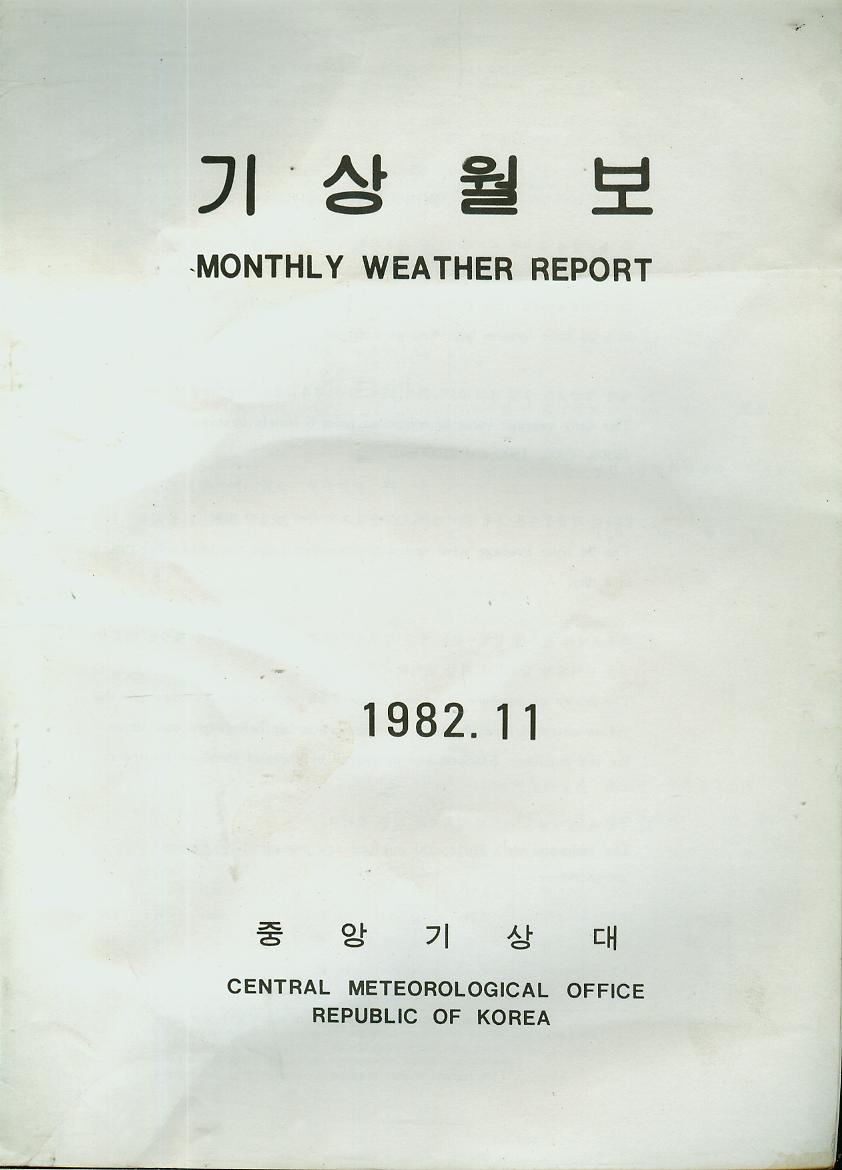 기 상 월 보
MONTHLY WEATHER REPORT
1982. 11
중 앙 기 상 대
CENTRAL METEOROLOGICAL OFFICE
REPUBLIC OF KOREA